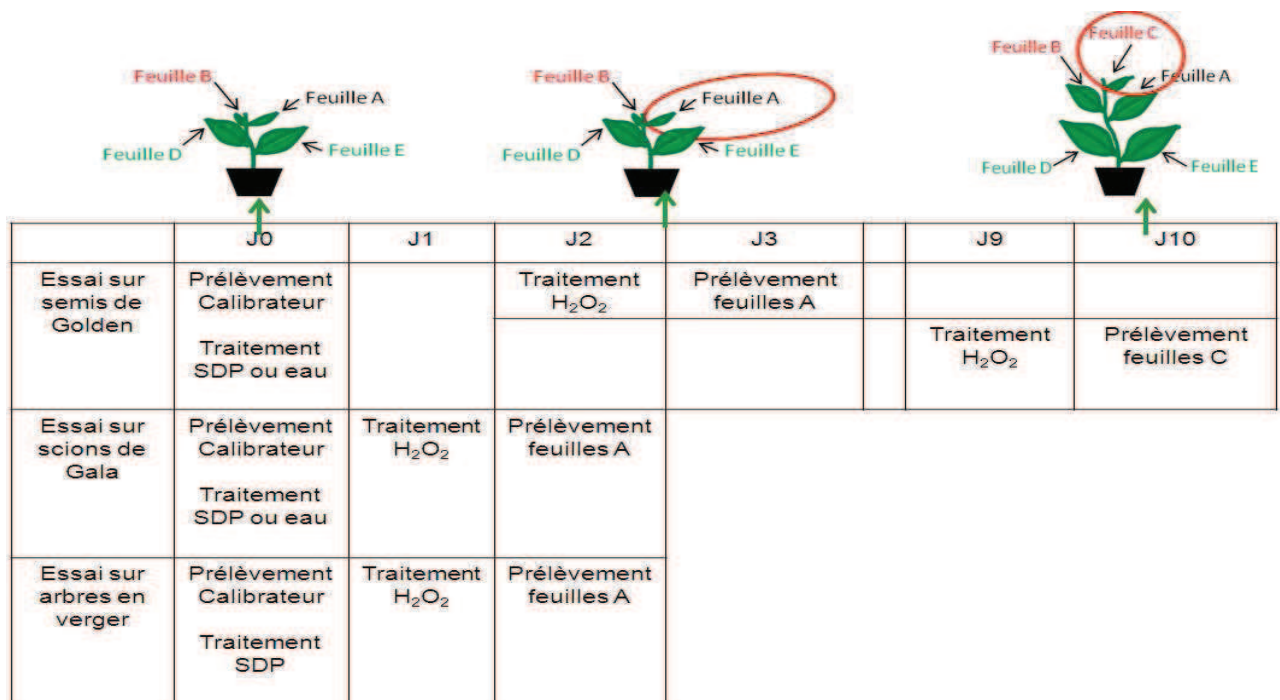 Feuille B
Feuille A
Feuille D
Feuille E
Feuille B
Feuille A
Feuille D
Feuille E
Feuille C
Feuille B
Feuille A
Feuille D
Feuille E
J0 J1 J2 J3 J9 J10
Essai sur
semis de
Golden
Prélèvement
Calibrateur
Traitement
SDP ou eau
Traitement
H₂O₂
Prélèvement
feuilles A
Traitement
H₂O₂
Prélèvement
feuilles C
Essai sur
scions de
Gala
Prélèvement
Calibrateur
Traitement
SDP ou eau
Traitement
H₂O₂
Prélèvement
feuilles A
Essai sur
arbres en
verger
Prélèvement
Calibrateur
Traitement
SDP
Traitement
H₂O₂
Prélèvement
feuilles A